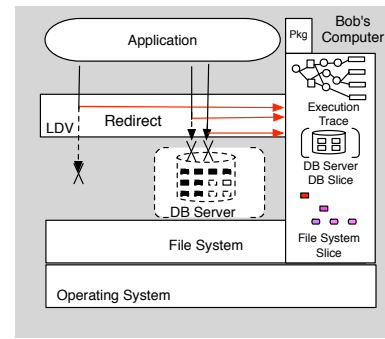 Bob's
Computer
Pkg
Application
Execution
Trace
LDV
Redirect
DB Server
DB Slice
DB Server
File System
File System
Slice
Operating System